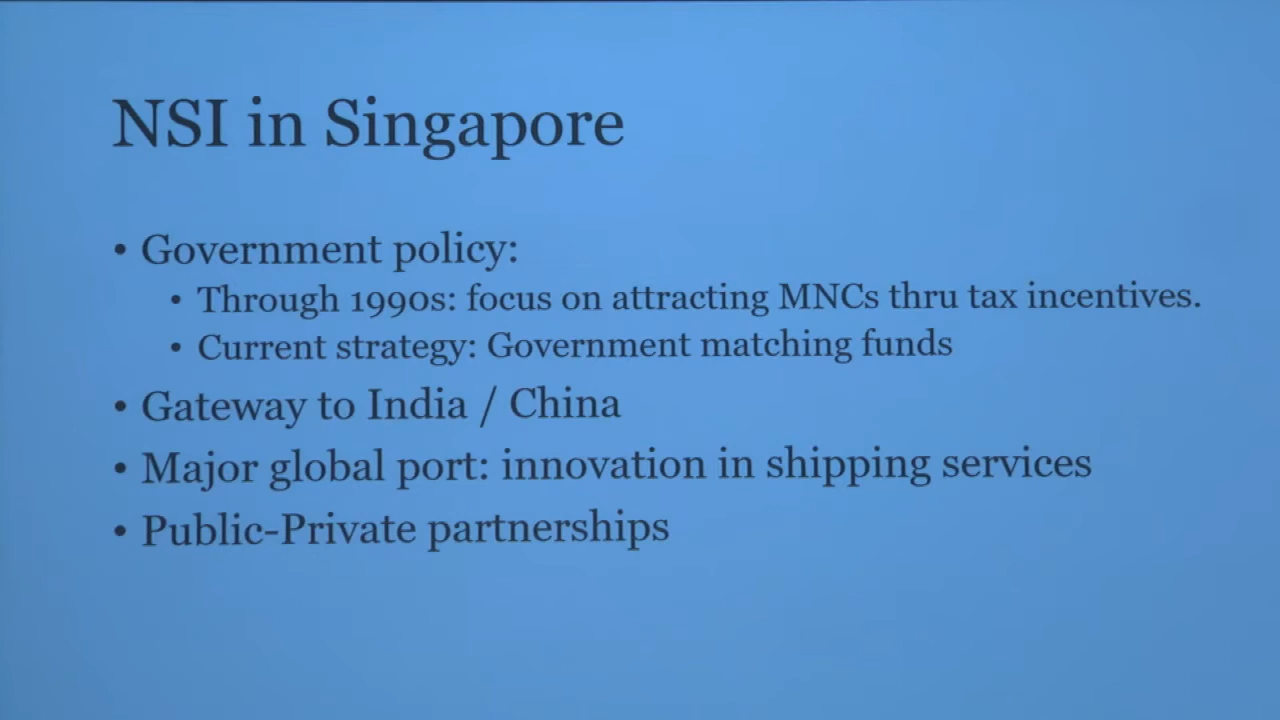 NSI in Singapore
• Government policy:
• Through 1990s: focus on attracting MNCs thru tax incentives.
• Current strategy: Government matching funds
• Gateway to India / China
• Major global port: innovation in shipping services
• Public-Private partnerships